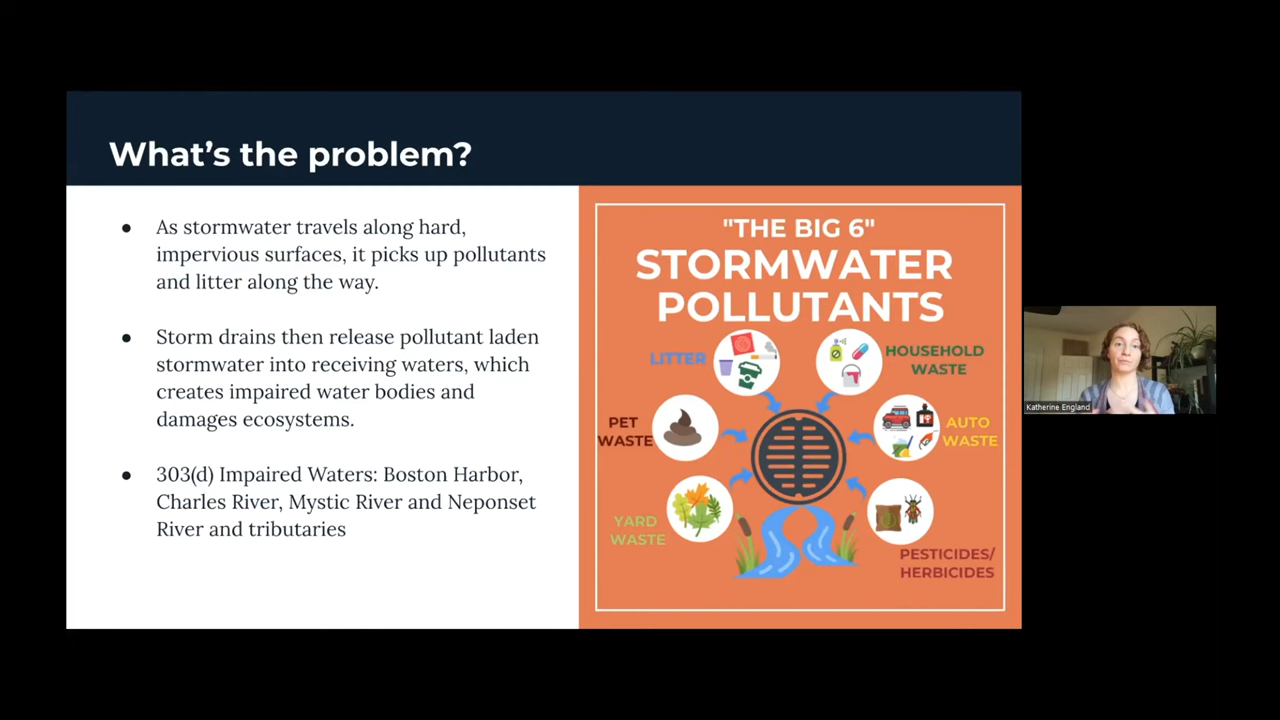 What's the problem?
● As stormwater travels along hard,
impervious surfaces, it picks up pollutants
and litter along the way.
● Storm drains then release pollutant laden
stormwater into receiving waters, which
creates impaired water bodies and
damages ecosystems.
● 303(d) Impaired Waters: Boston Harbor,
Charles River, Mystic River and Neponset
River and tributaries
"THE BIG 6"
STORMWATER
POLLUTANTS
LITTER
HOUSEHOLD
WASTE
PET
WASTE
AUTO
WASTE
YARD
WASTE
PESTICIDES/
HERBICIDES
Katherine England